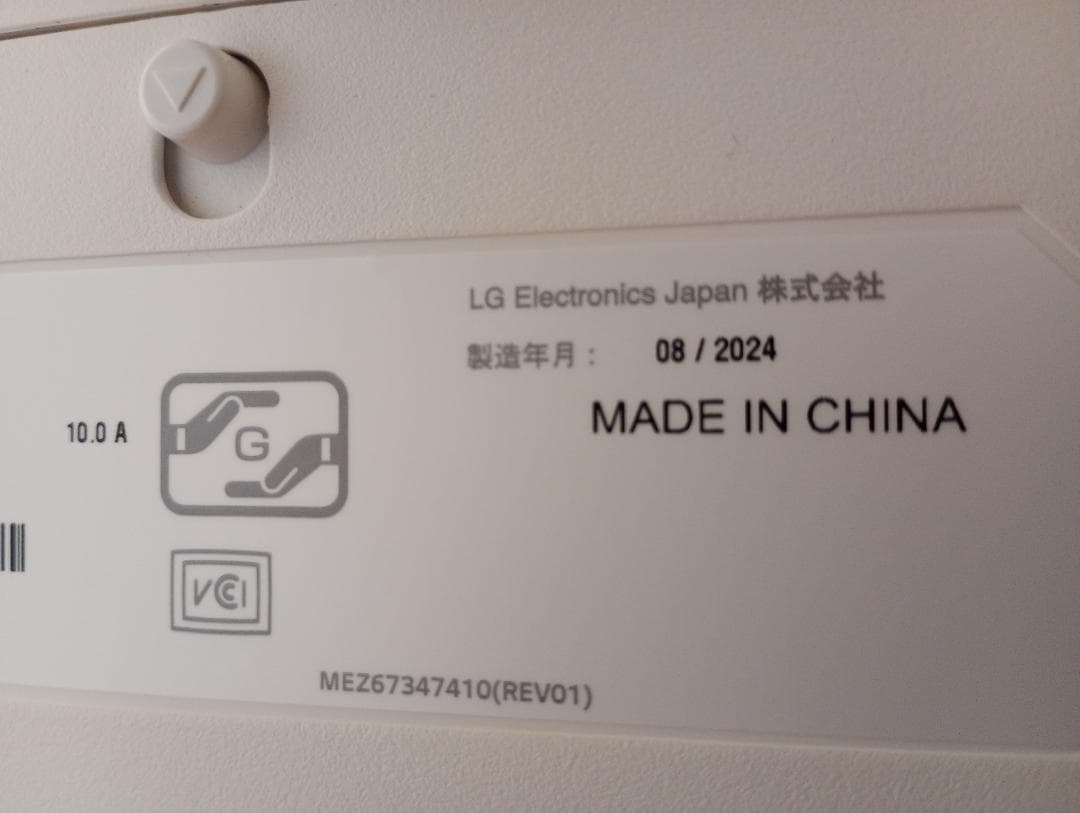 LG Electronics Japan 株式会社
製造年月： 08 / 2024
MADE IN CHINA
10.0 A
G
VCCI
MEZ67347410(REV01)